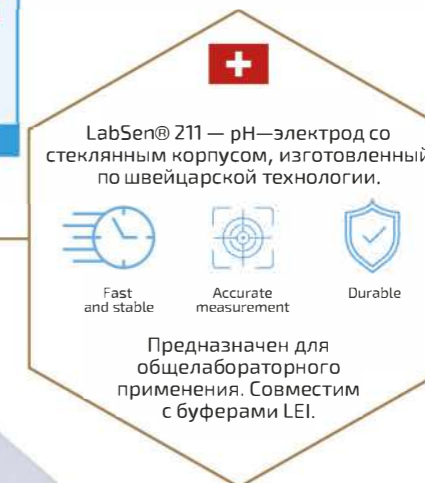 LabSen® 211 — pH—электрод со
стеклянным корпусом, изготовленный
по швейцарской технологии.
Fast
and stable
Accurate
measurement
Durable
Предназначен для
общелабораторного
применения. Совместим
с буферами LEI.